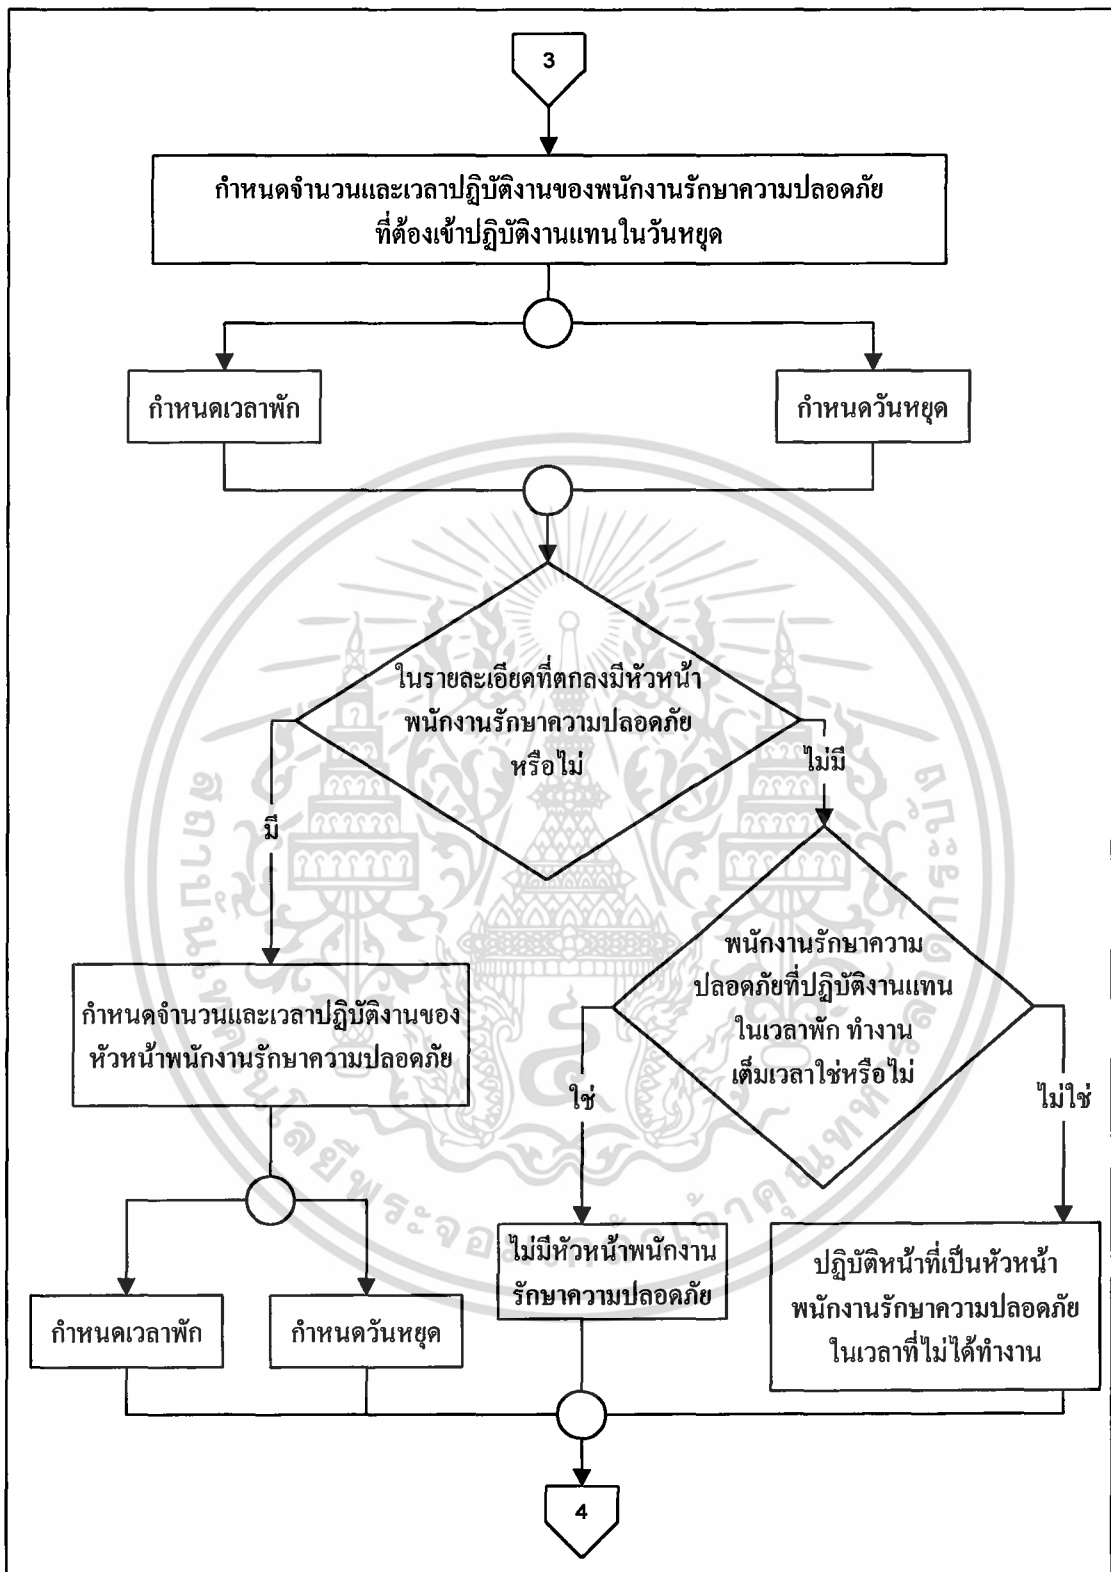 3
กำหนดจำนวนและเวลาปฏิบัติงานของพนักงานรักษาความปลอดภัย
ที่ต้องเข้าปฏิบัติงานแทนในวันหยุด
กำหนดเวลาพัก
กำหนดวันหยุด
ในรายละเอียดที่ตกลงมีหัวหน้า
พนักงานรักษาความปลอดภัย
หรือไม่
มี
ไม่มี
กำหนดจำนวนและเวลาปฏิบัติงานของ
หัวหน้าพนักงานรักษาความปลอดภัย
พนักงานรักษาความ
ปลอดภัยที่ปฏิบัติงานแทน
ในเวลาพัก ทำงาน
เต็มเวลาใช่หรือไม่
ใช่
ไม่ใช่
กำหนดเวลาพัก
กำหนดวันหยุด
ไม่มีหัวหน้าพนักงาน
รักษาความปลอดภัย
ปฏิบัติหน้าที่เป็นหัวหน้า
พนักงานรักษาความปลอดภัย
ในเวลาที่ไม่ได้ทำงาน
4